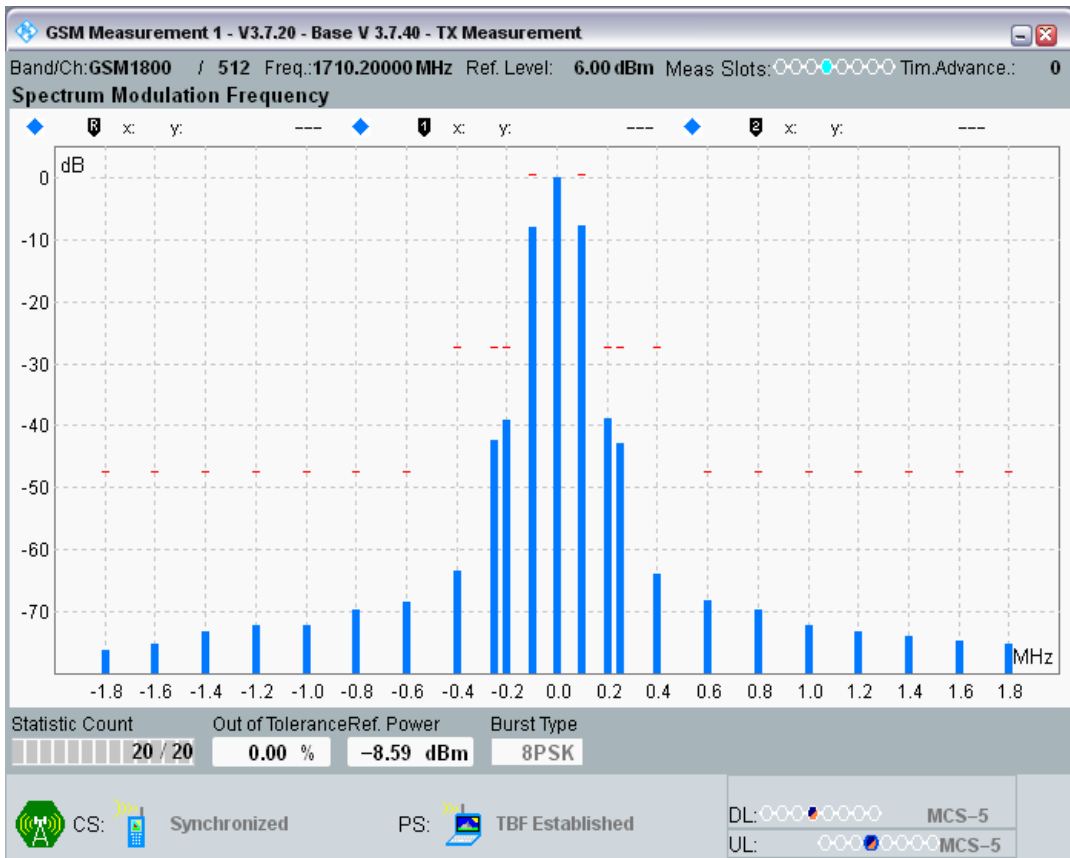 GSM Measurement 1 - V3.7.20 - Base V 3.7.40 - TX Measurement
Band/Ch:GSM1800 / 512 Freq.:1710.20000 MHz Ref. Level: 6.00 dBm Meas Slots: Tim.Advance.: 0
Spectrum Modulation Frequency
R x: y: --- 1 x: y: --- 2 x: y: ---
dB
0
-10
-20
-30
-40
-50
-60
-70
MHz
-1.8 -1.6 -1.4 -1.2 -1.0 -0.8 -0.6 -0.4 -0.2 0.0 0.2 0.4 0.6 0.8 1.0 1.2 1.4 1.6 1.8
Statistic Count Out of Tolerance Ref. Power Burst Type
20 / 20 0.00 % -8.59 dBm 8PSK
CS: Synchronized PS: TBF Established
DL: MCS-5
UL: MCS-5